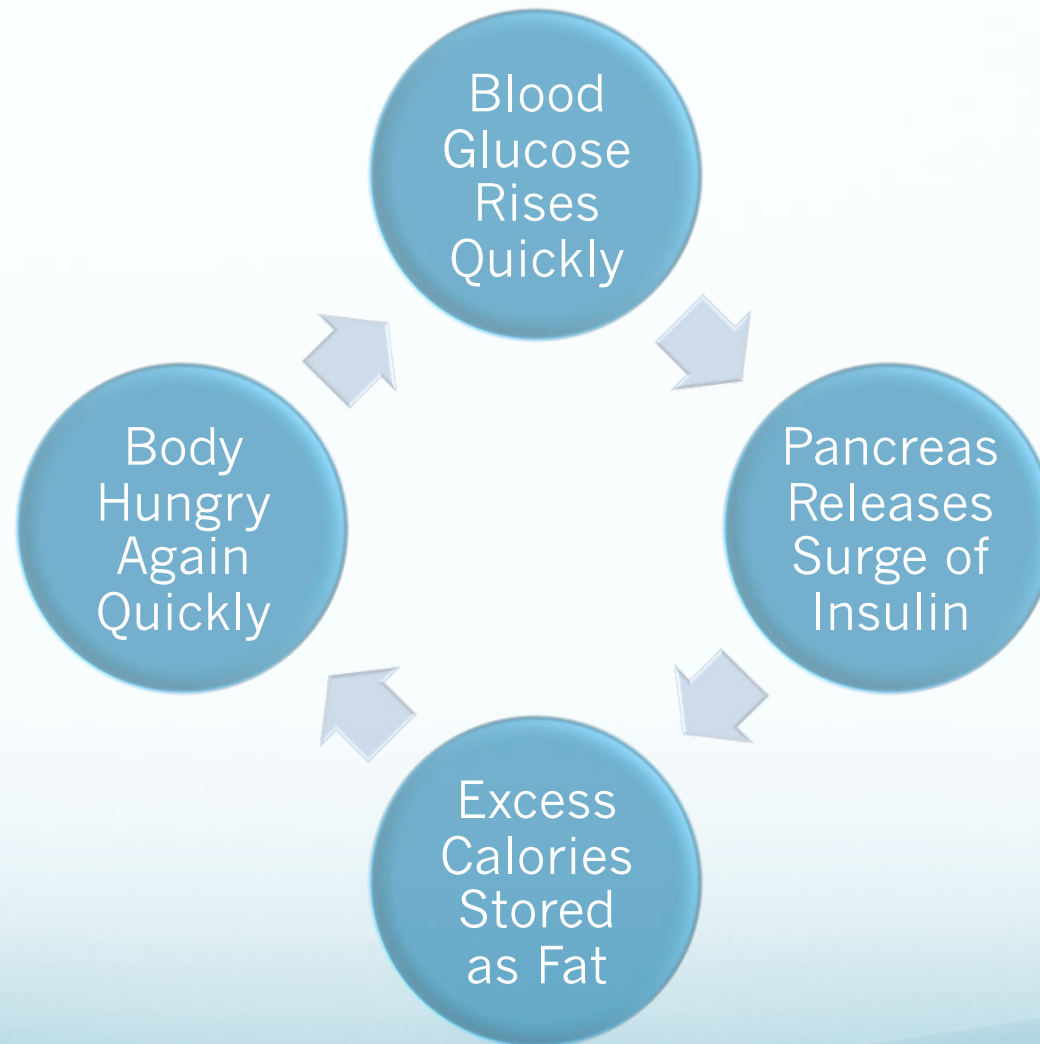 Blood
Glucose
Rises
Quickly
Pancreas
Releases
Surge of
Insulin
Excess
Calories
Stored
as Fat
Body
Hungry
Again
Quickly